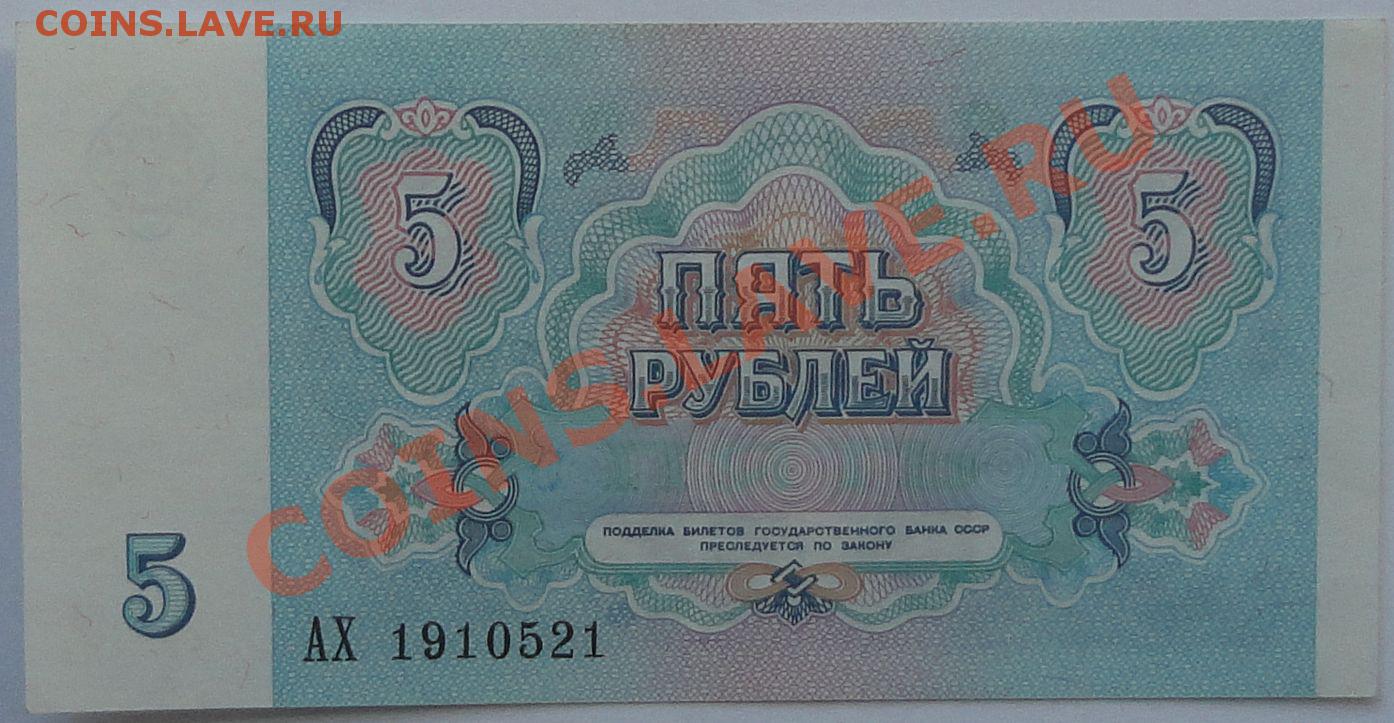 COINS.LAVE.RU
5
5
ПЯТЬ
РУБЛЕЙ
ПОДДЕЛКА БИЛЕТОВ ГОСУДАРСТВЕННОГО БАНКА СССР
ПРЕСЛЕДУЕТСЯ ПО ЗАКОНУ
5
АХ 1910521
COINS.LAVE.RU